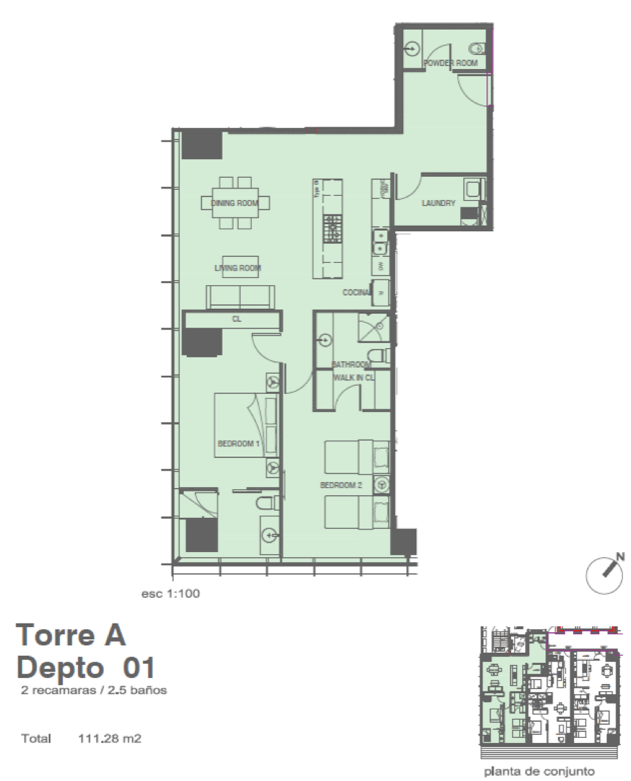 POWDER ROOM
LAUNDRY
DINING ROOM
LIVING ROOM
COCINA
CL
BATHROOM
WALK IN CL
BEDROOM 1
BEDROOM 2
N
esc 1:100
Torre A
Depto 01
2 recamaras / 2.5 baños
Total 111.28 m2
planta de conjunto